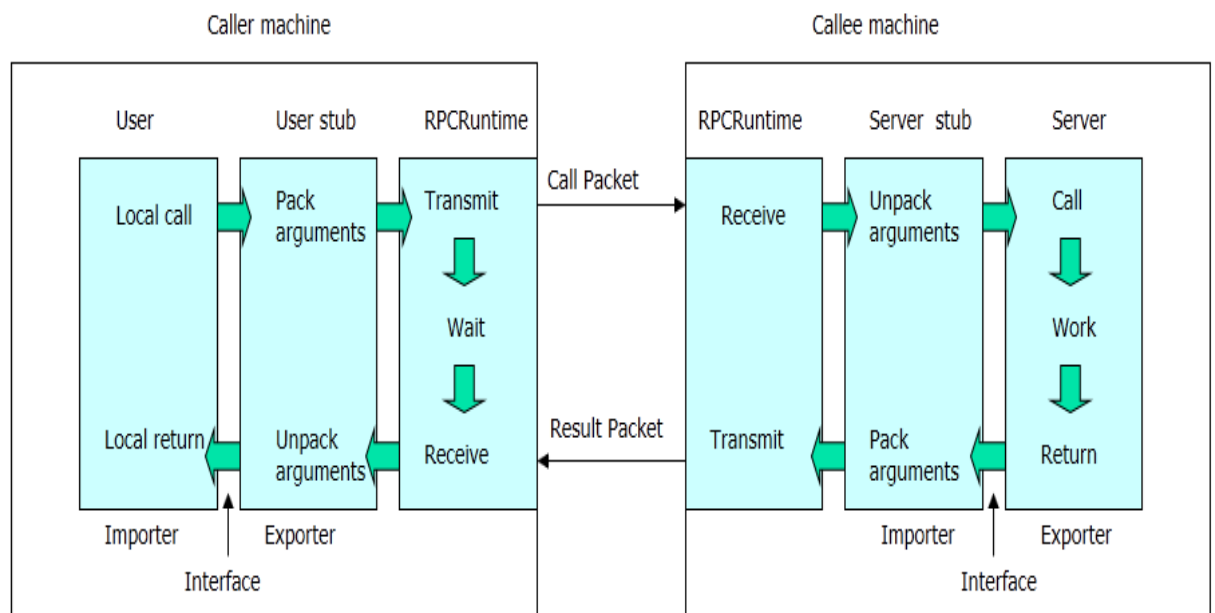 Caller machine
Callee machine
User
User stub
RPCRuntime
RPCRuntime
Server stub
Server
Local call
Pack
arguments
Transmit
Call Packet
Receive
Unpack
arguments
Call
Wait
Work
Local return
Unpack
arguments
Receive
Result Packet
Transmit
Pack
arguments
Return
Importer
Exporter
Importer
Exporter
Interface
Interface